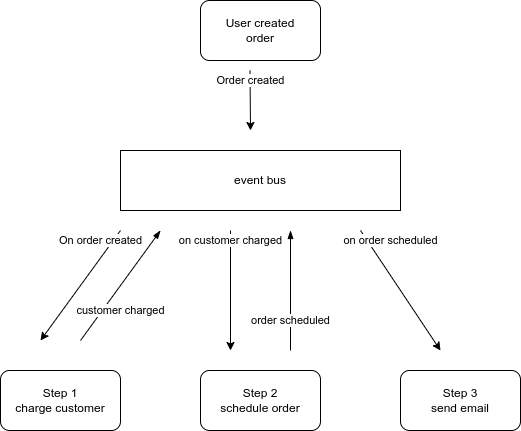 User created
order
Order created
event bus
On order created
on customer charged
on order scheduled
customer charged
order scheduled
Step 1
charge customer
Step 2
schedule order
Step 3
send email